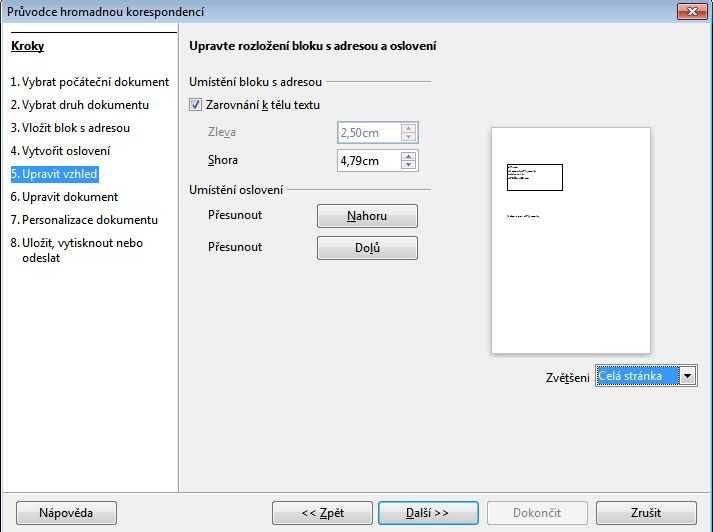 Průvodce hromadnou korespondencí
Kroky
1. Vybrat počáteční dokument
2. Vybrat druh dokumentu
3. Vložit blok s adresou
4. Vytvořit oslovení
5. Upravit vzhled
6. Upravit dokument
7. Personalizace dokumentu
8. Uložit, vytisknout nebo
odeslat
Upravte rozložení bloku s adresou a oslovení
Umístění bloku s adresou
Zarovnání k tělu textu
Zleva 2,50cm
Shora 4,79cm
Umístění oslovení
Přesunout Nahoru
Přesunout Dolů
Zvětšeni Celá stránka
Nápověda << Zpět Další >> Dokončit Zrušit